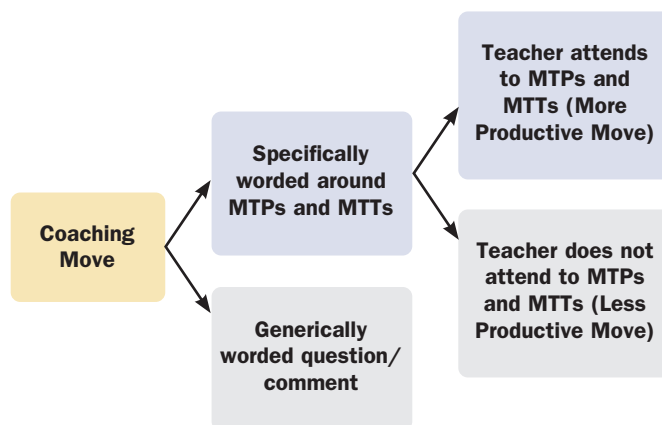 Coaching
Move
Specifically
worded around
MTPs and MTTs
Generically
worded question/
comment
Teacher attends
to MTPs and
MTTs (More
Productive Move)
Teacher does not
attend to MTPs
and MTTs (Less
Productive Move)